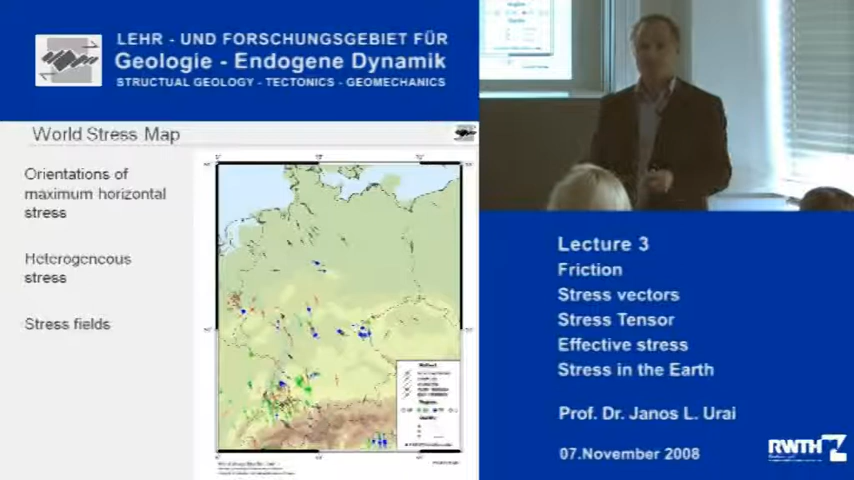 LEHR - UND FORSCHUNGSGEBIET FÜR
Geologie - Endogene Dynamik
STRUCTUAL GEOLOGY - TECTONICS - GEOMECHANICS
World Stress Map
Orientations of
maximum horizontal
stress
Heterogeneous
stress
Stress fields
Lecture 3
Friction
Stress vectors
Stress Tensor
Effective stress
Stress in the Earth
Prof. Dr. Janos L. Urai
07.November 2008
RWTH